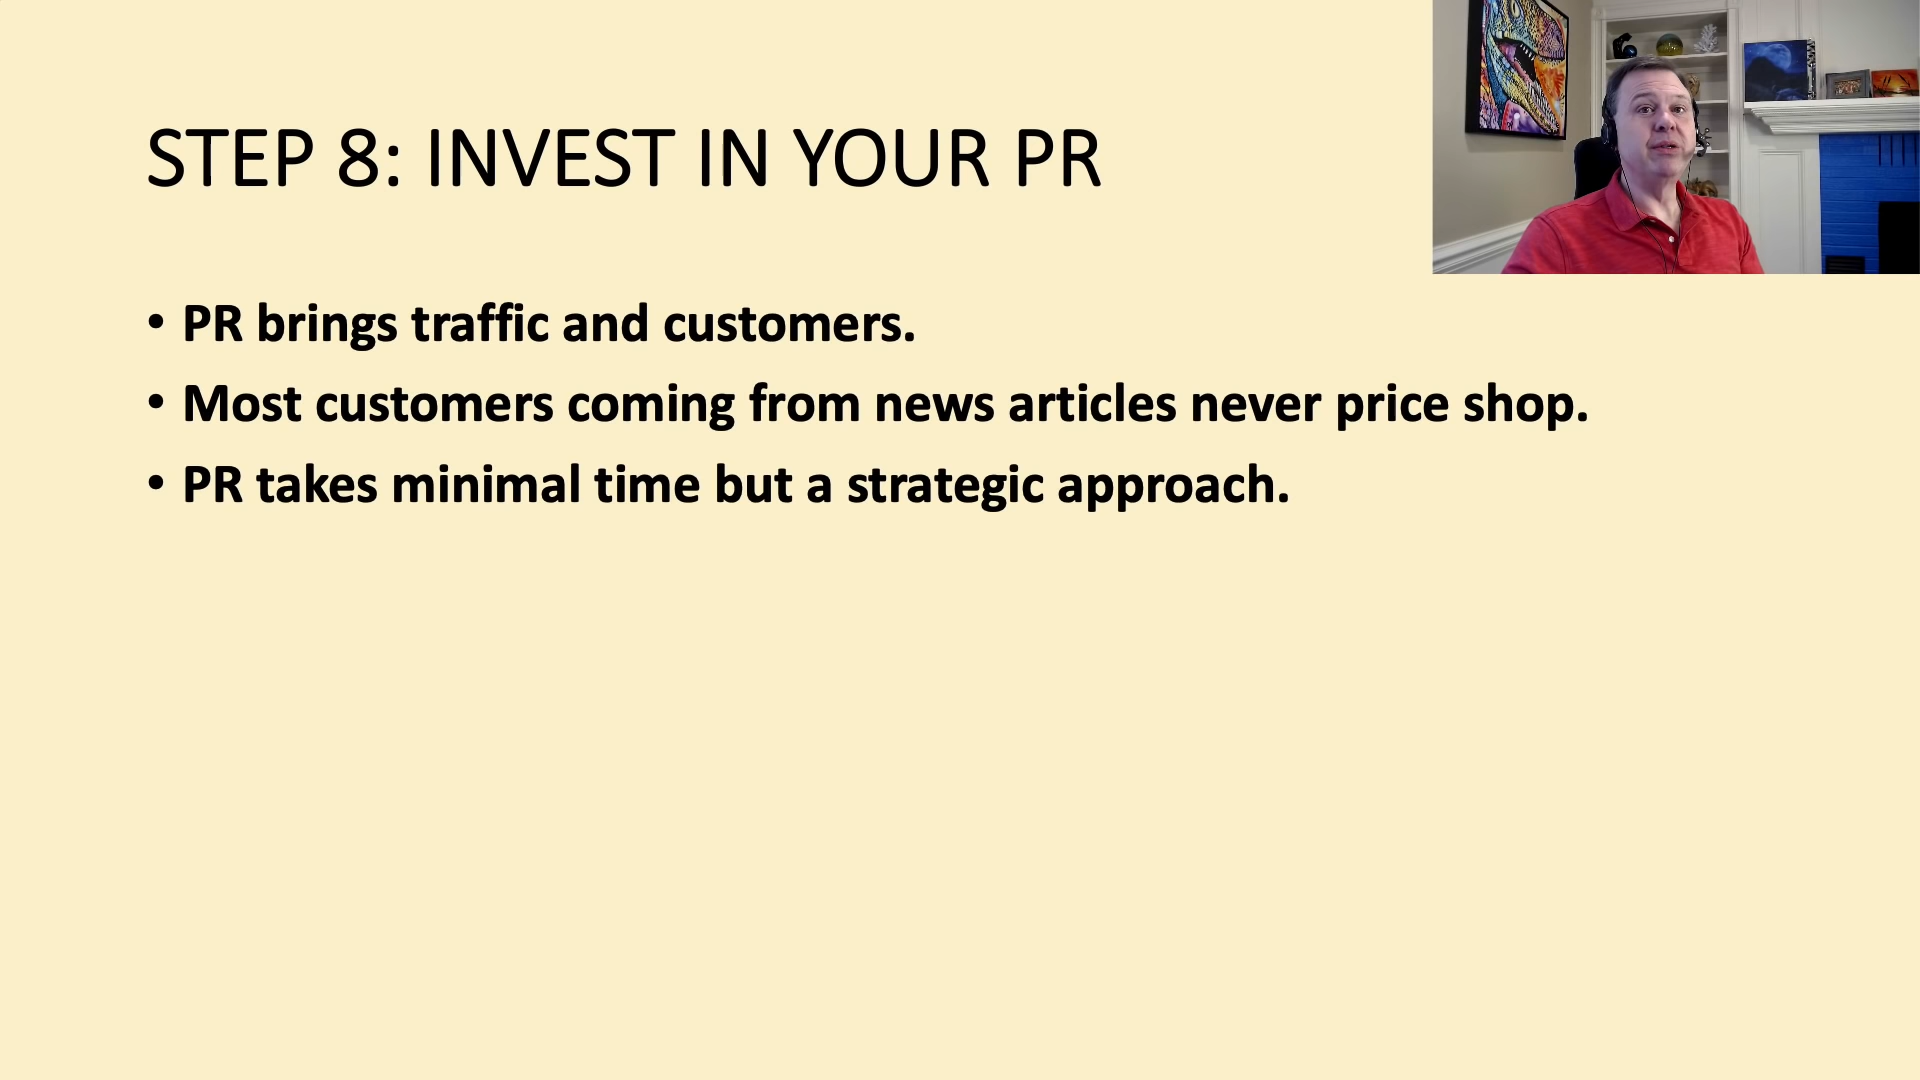 STEP 8: INVEST IN YOUR PR
• PR brings traffic and customers.
• Most customers coming from news articles never price shop.
• PR takes minimal time but a strategic approach.